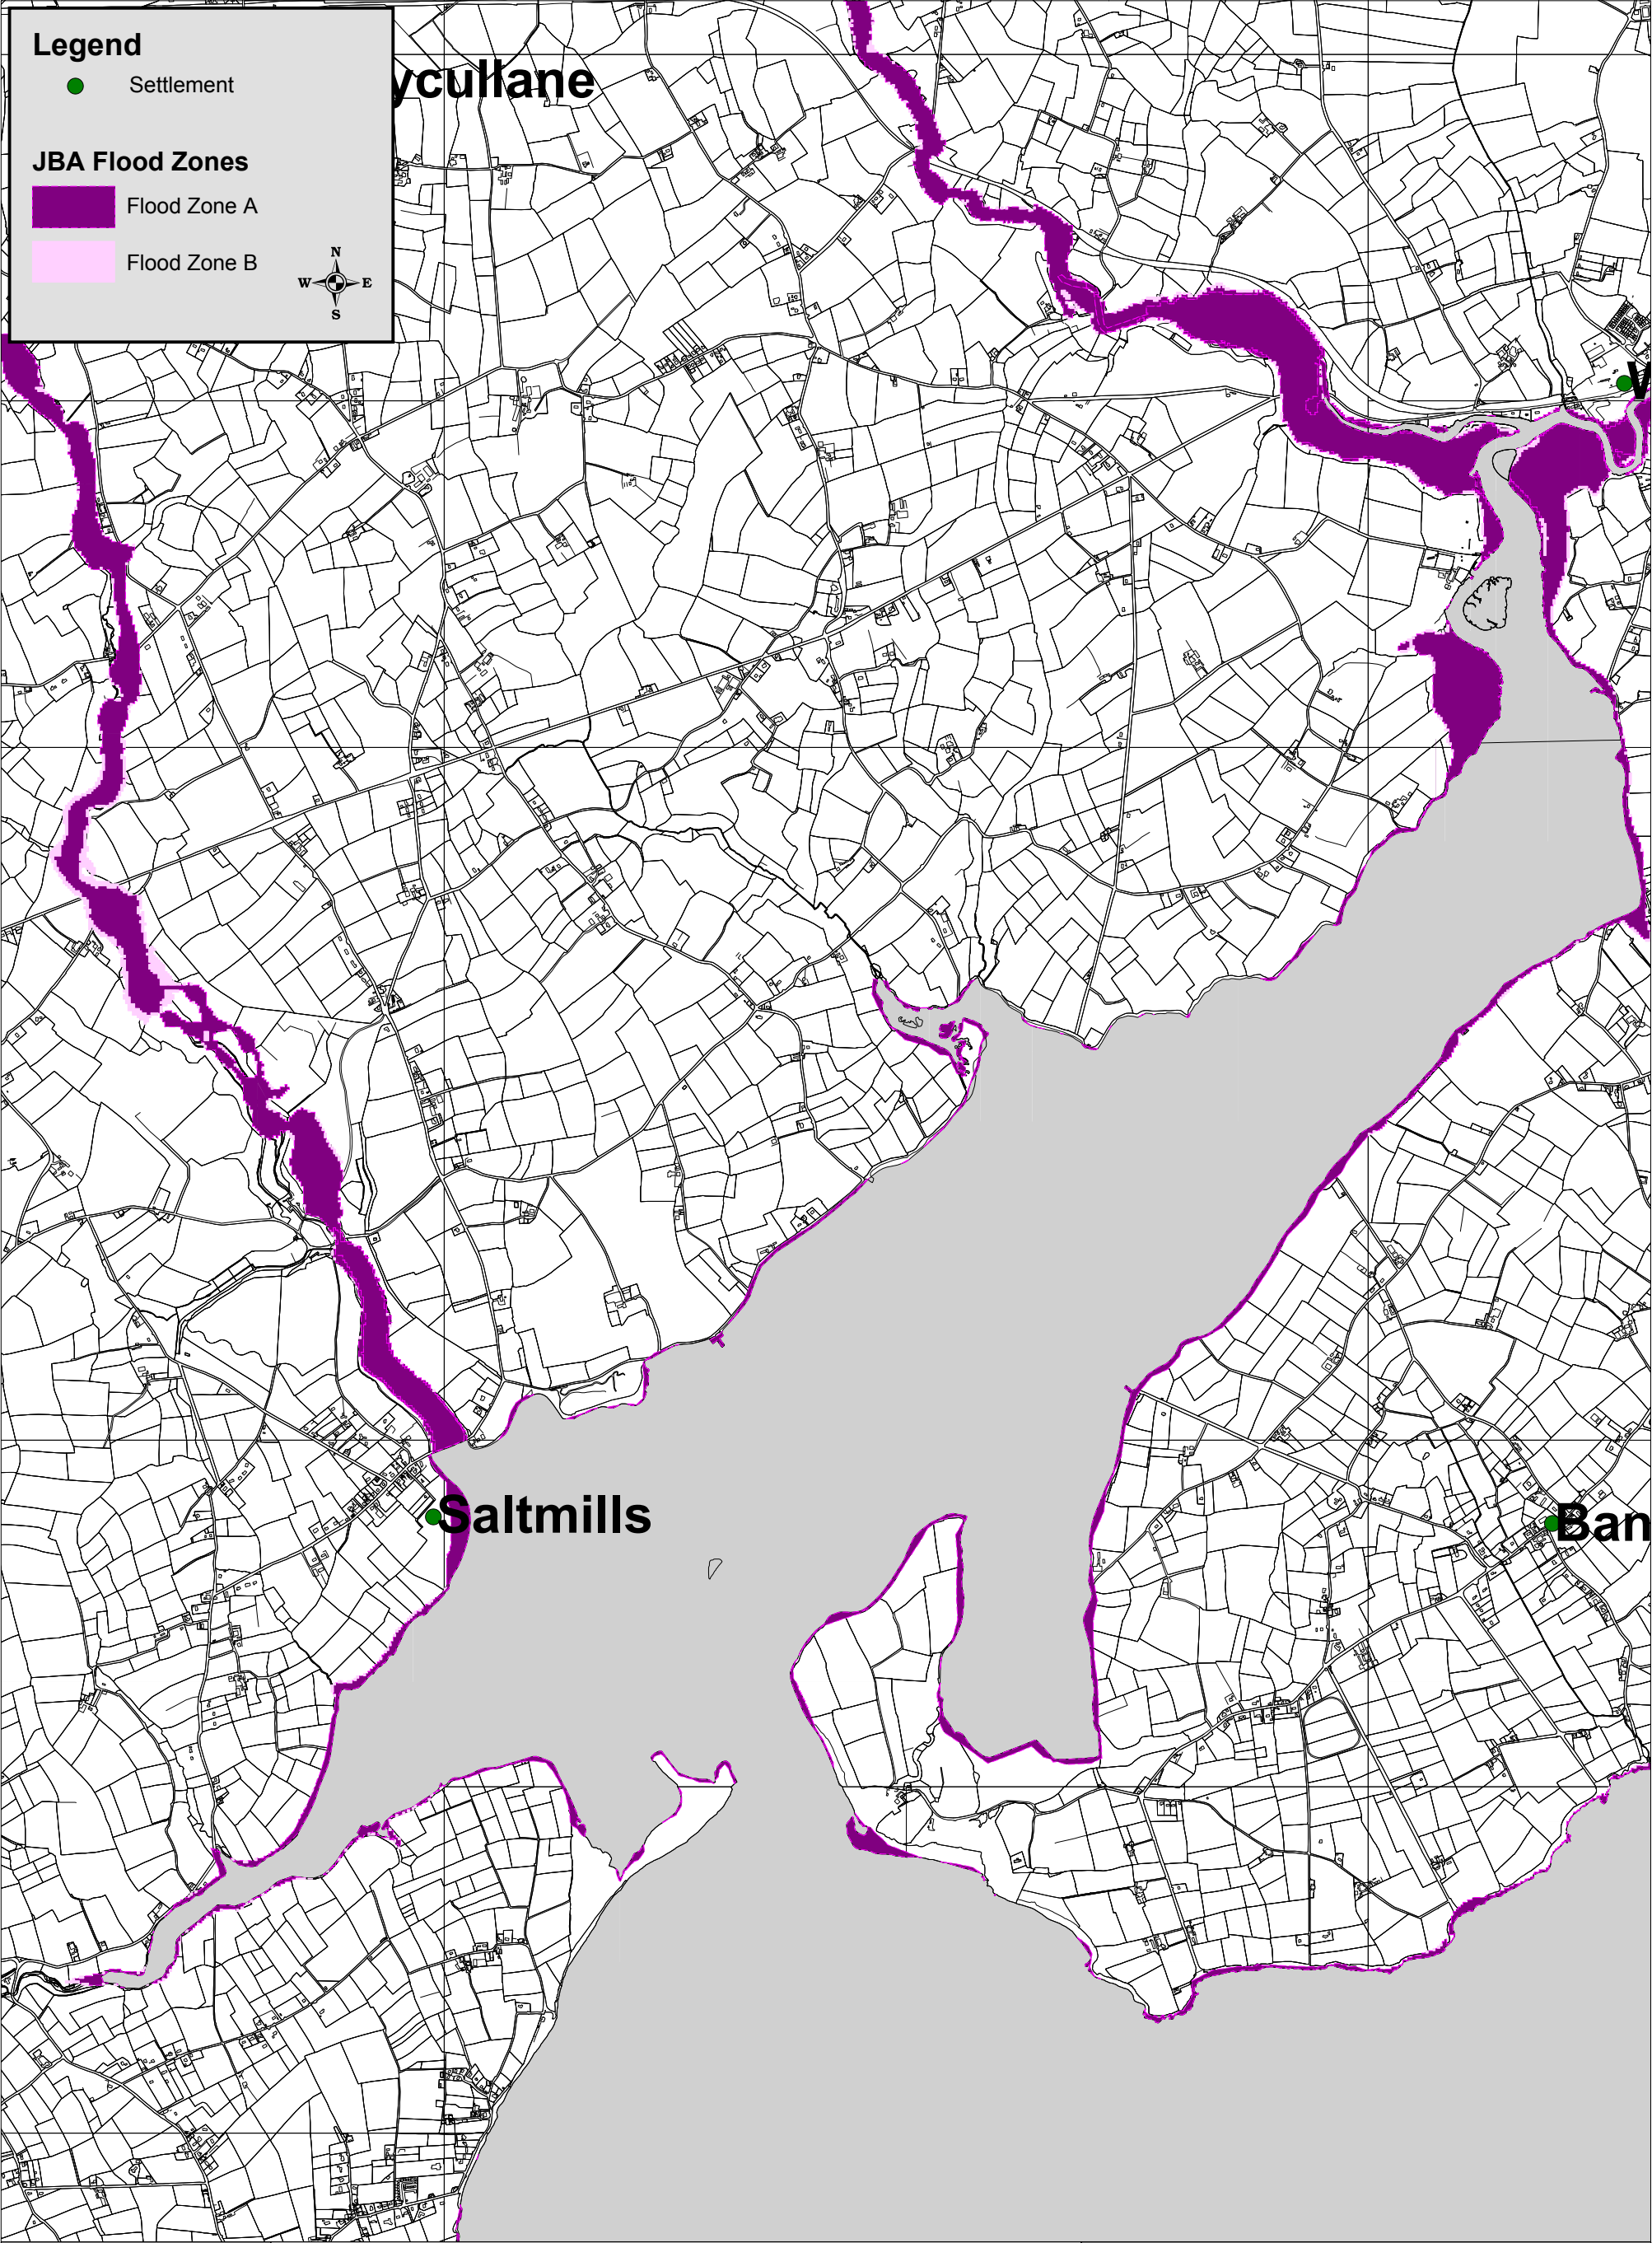 Legend
Settlement
JBA Flood Zones
Flood Zone A
Flood Zone B
N
W E
S
ycullane
W
Saltmills
Ban